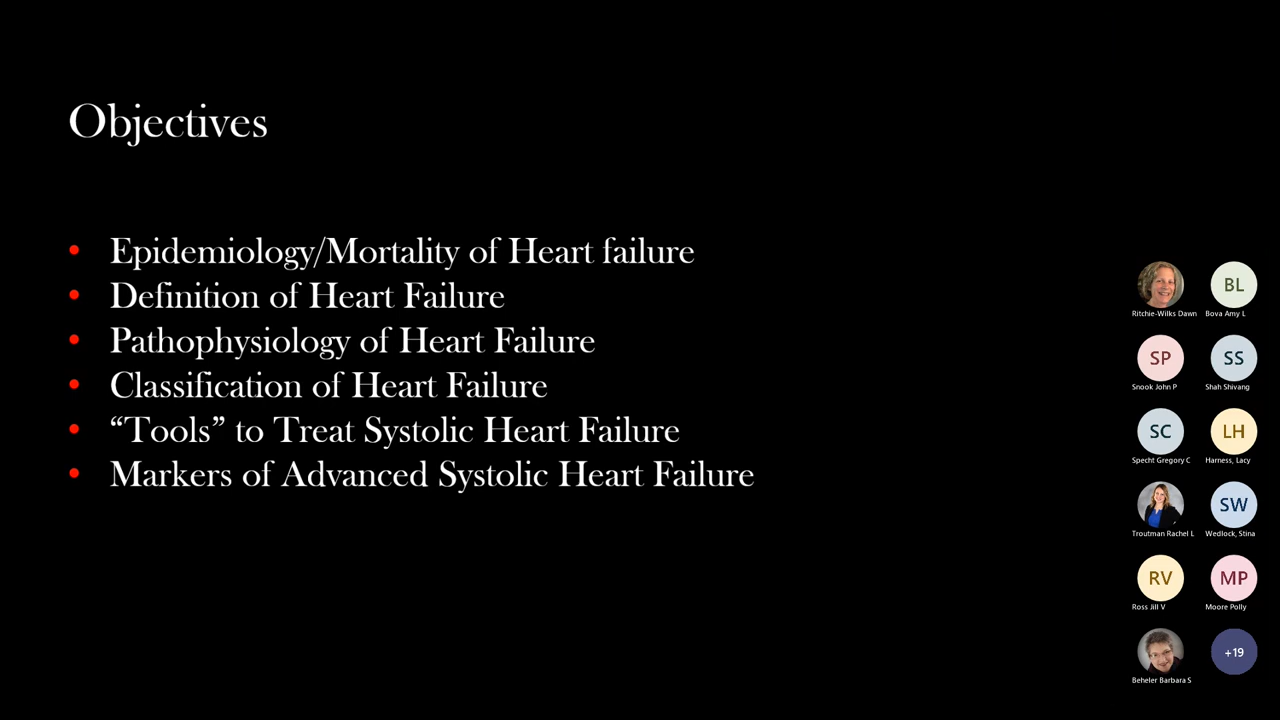 Objectives
• Epidemiology/Mortality of Heart failure
• Definition of Heart Failure
• Pathophysiology of Heart Failure
• Classification of Heart Failure
• “Tools” to Treat Systolic Heart Failure
• Markers of Advanced Systolic Heart Failure
BL
Ritchie-Wilks Dawn
Bova Amy L
SP
SS
Snook John P
Shah Shivang
SC
LH
Specht Gregory C
Harness, Lacy
SW
Troutman Rachel L
Wedlock, Stina
RV
MP
Ross Jill V
Moore Polly
+19
Beheler Barbara S